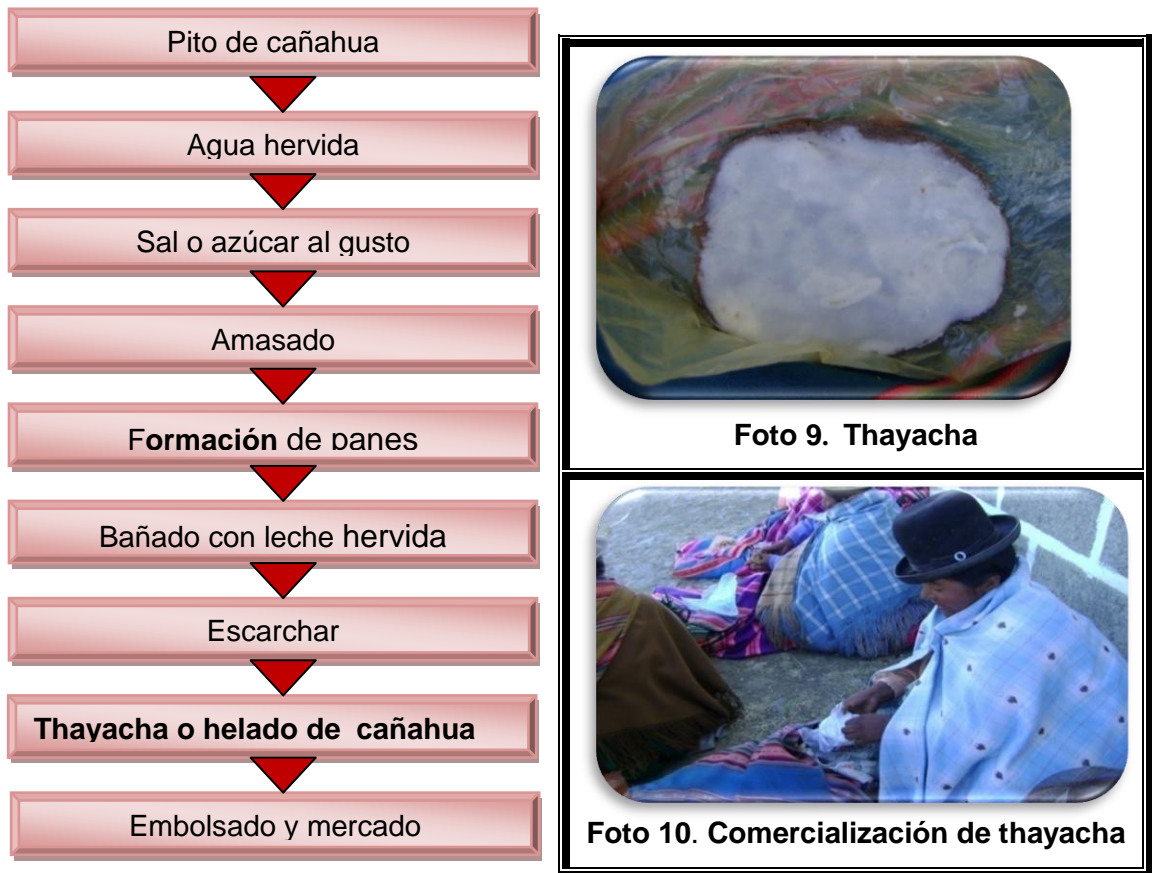 Pito de cañahua
Agua hervida
Sal o azúcar al gusto
Amasado
Formación de panes
Bañado con leche hervida
Escarchar
Thayacha o helado de cañahua
Embolsado y mercado
Foto 9. Thayacha
Foto 10. Comercialización de thayacha